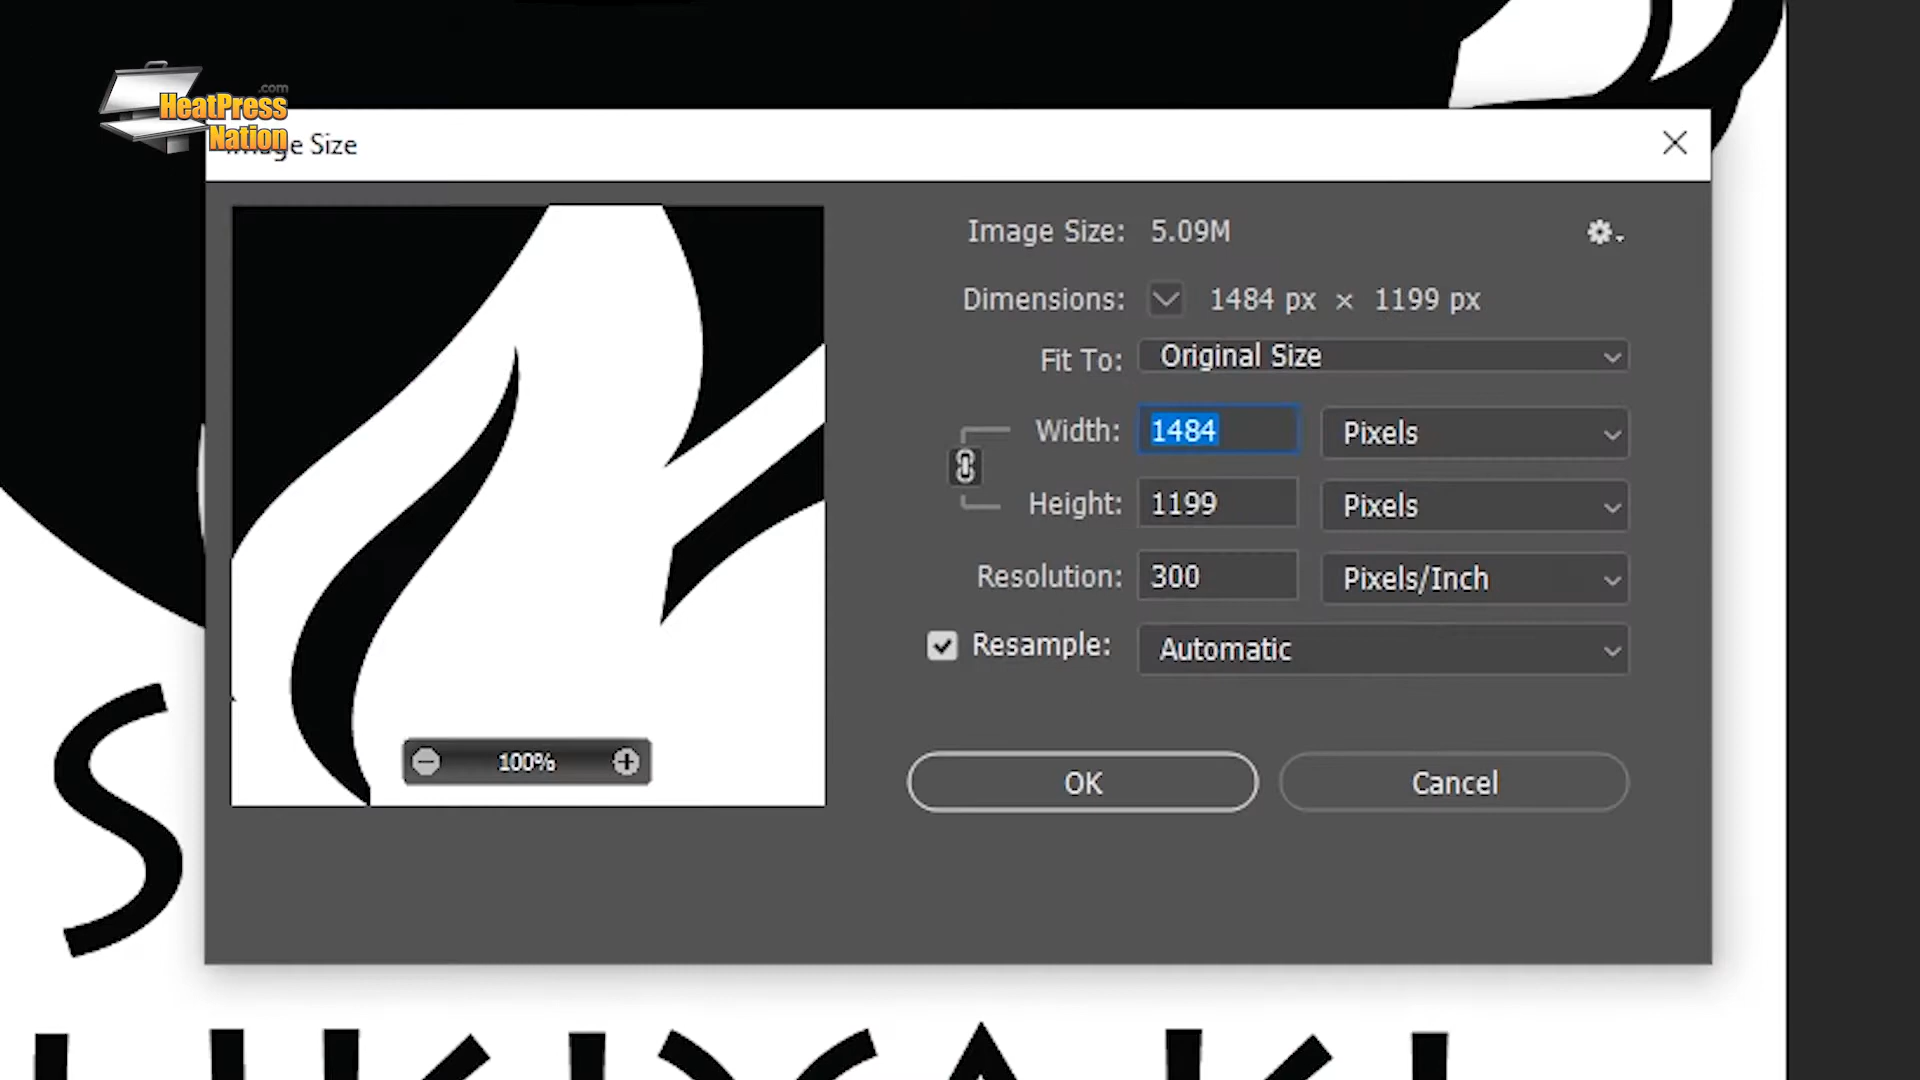 .com
HeatPress
Nation
Image Size
Image Size: 5.09M
Dimensions: 1484 px × 1199 px
Fit To: Original Size
Width: 1484 Pixels
Height: 1199 Pixels
Resolution: 300 Pixels/Inch
Resample: Automatic
100%
OK Cancel
S